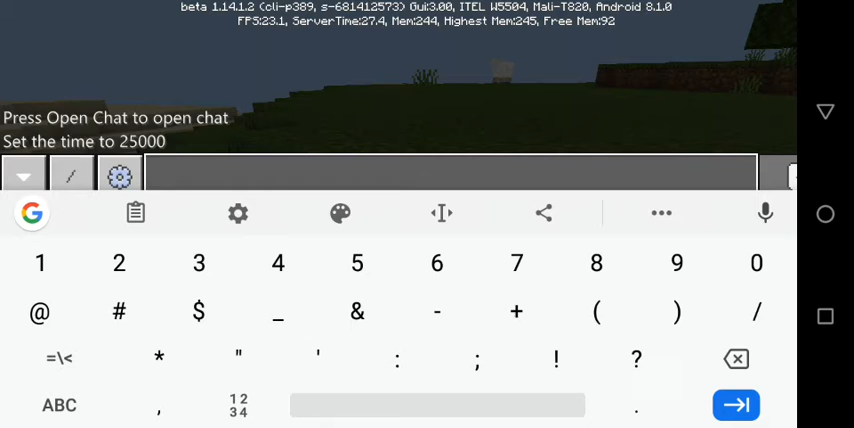 beta 1.14.1.2 (cli-p389, s-681412573) Gui:3.00, ITEL W5504, Mali-T820, Android 8.1.0
FPS:23.1, ServerTime:27.4, Mem:244, Highest Mem:245, Free Mem:92
Press Open Chat to open chat
Set the time to 25000
/
G
1 2 3 4 5 6 7 8 9 0
@ # $ _ & - + ( ) /
=\< * " ' : ; ! ?
ABC , 12 .
34